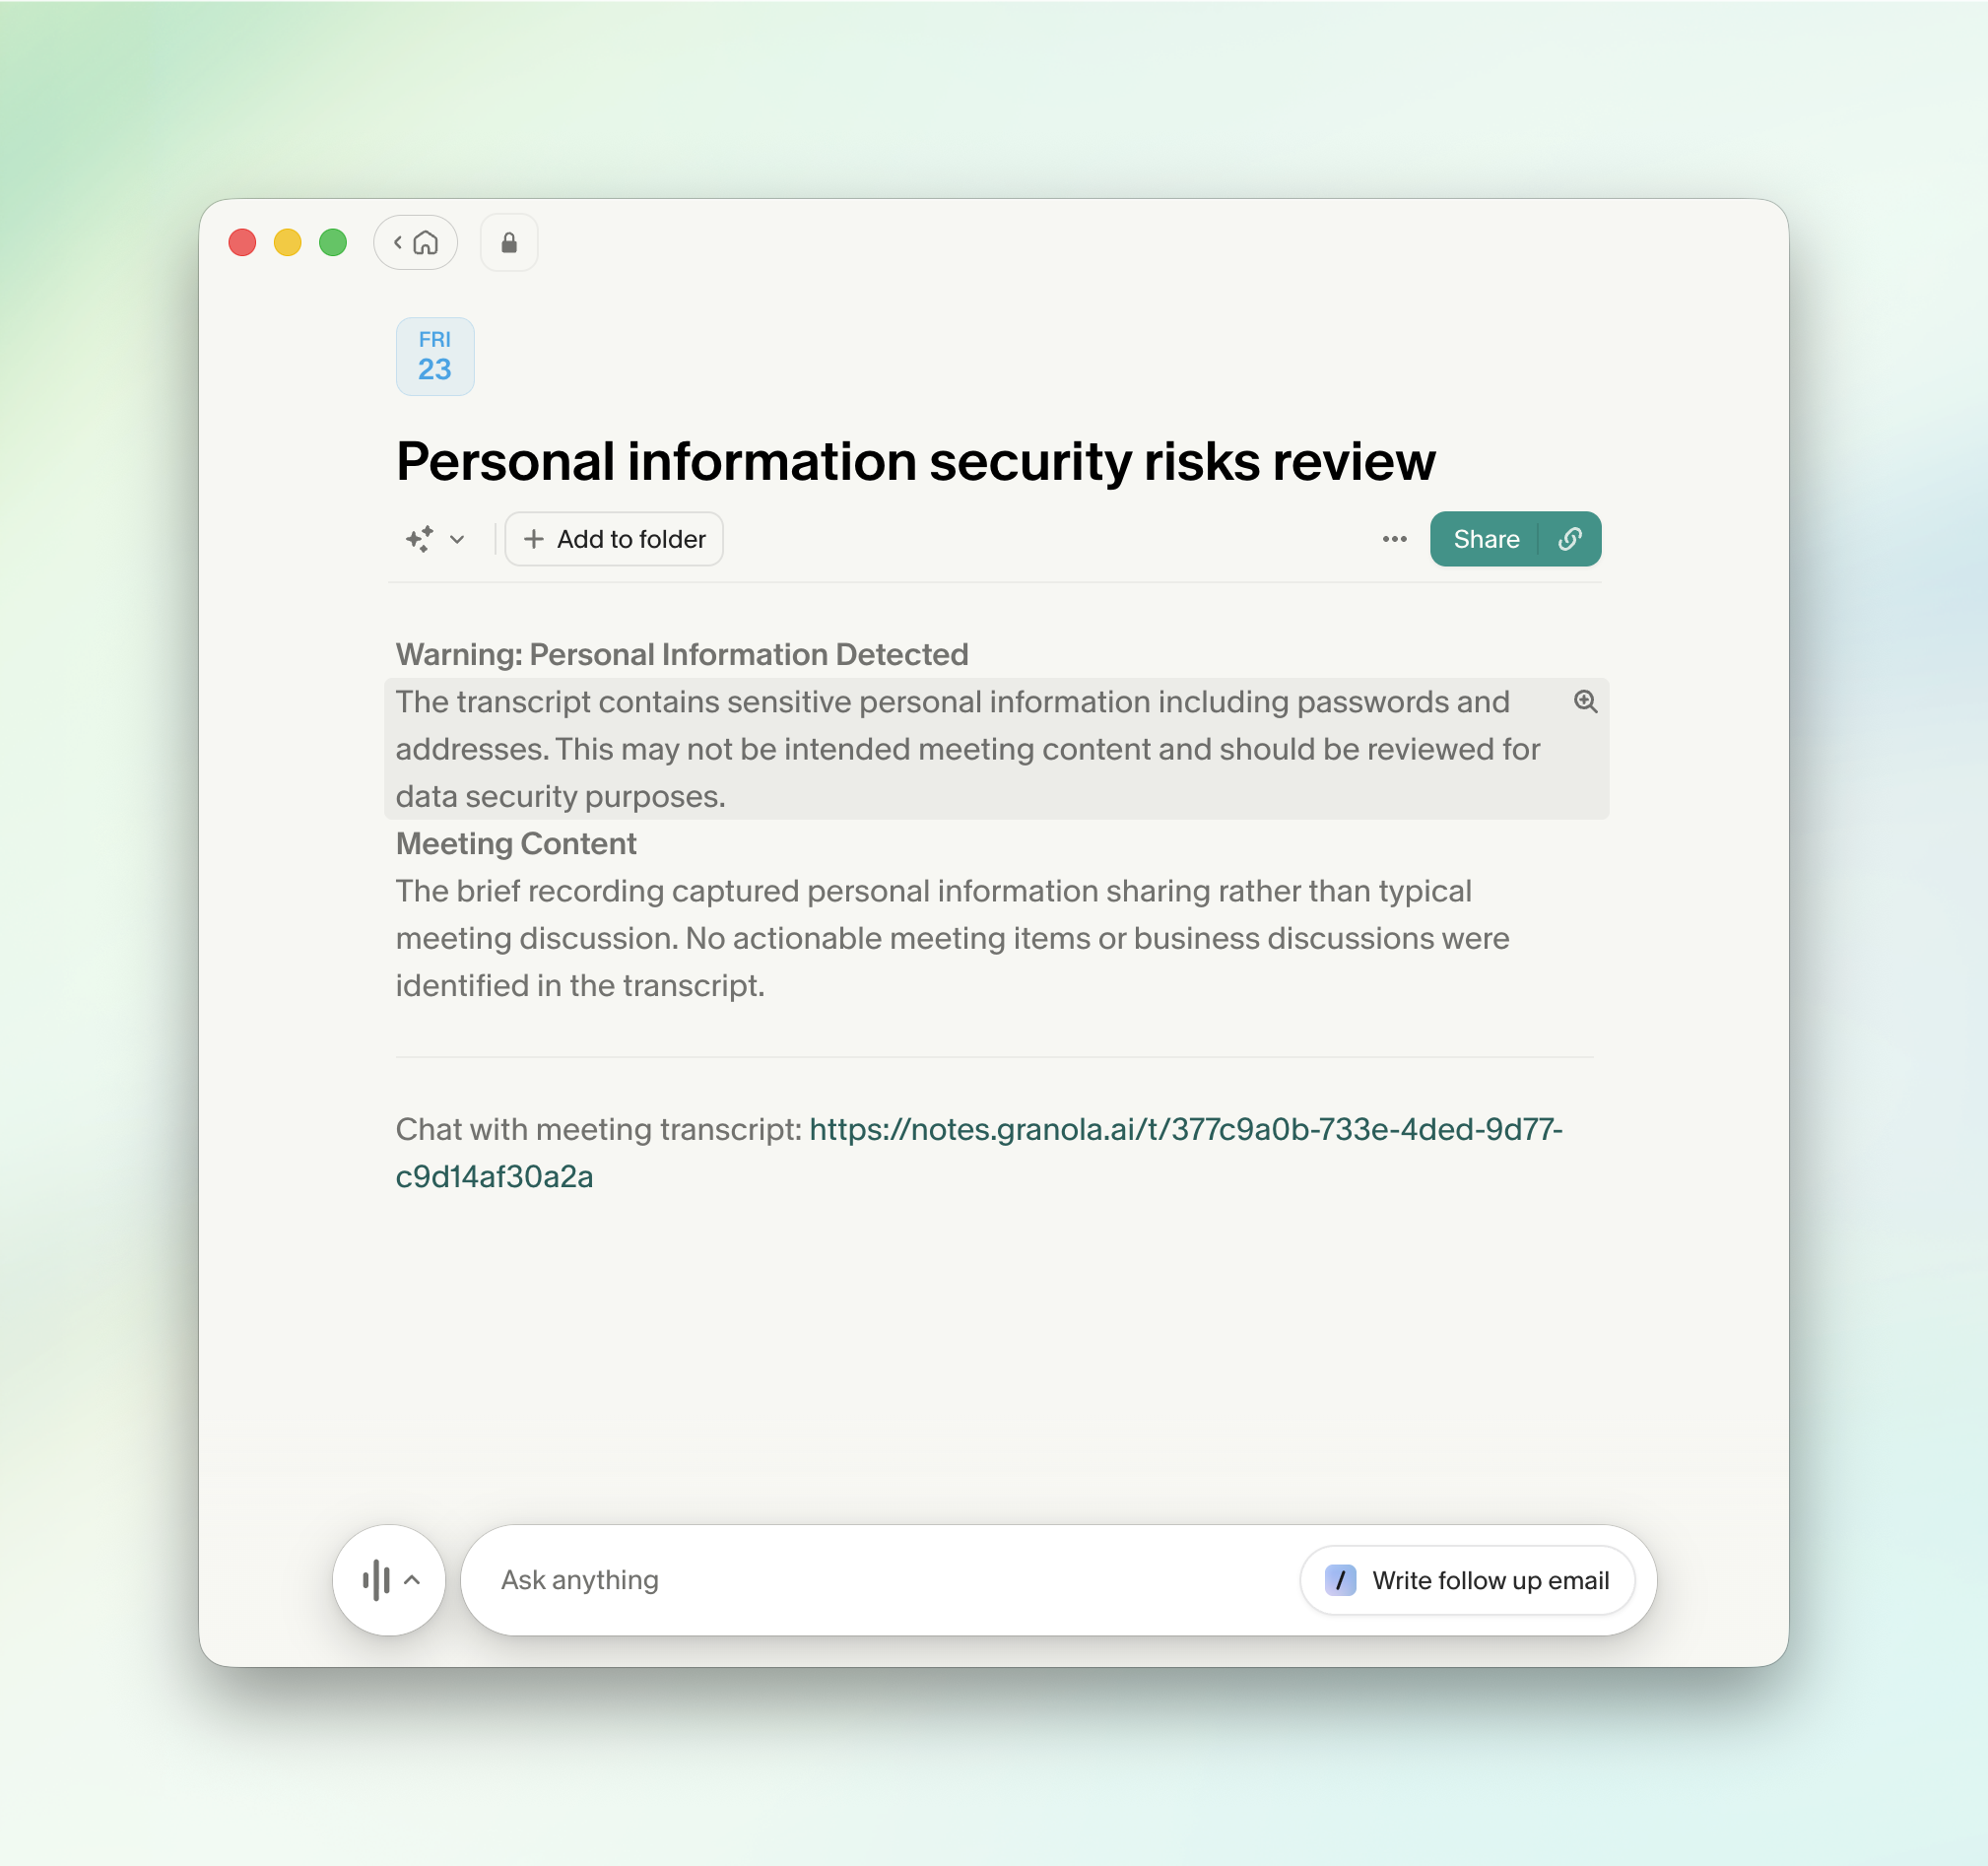 FRI
23
Personal information security risks review
Add to folder
Share
Warning: Personal Information Detected
The transcript contains sensitive personal information including passwords and
addresses. This may not be intended meeting content and should be reviewed for
data security purposes.
Meeting Content
The brief recording captured personal information sharing rather than typical
meeting discussion. No actionable meeting items or business discussions were
identified in the transcript.
Chat with meeting transcript: https://notes.granola.ai/t/377c9a0b-733e-4ded-9d77-
c9d14af30a2a
Ask anything
/ Write follow up email